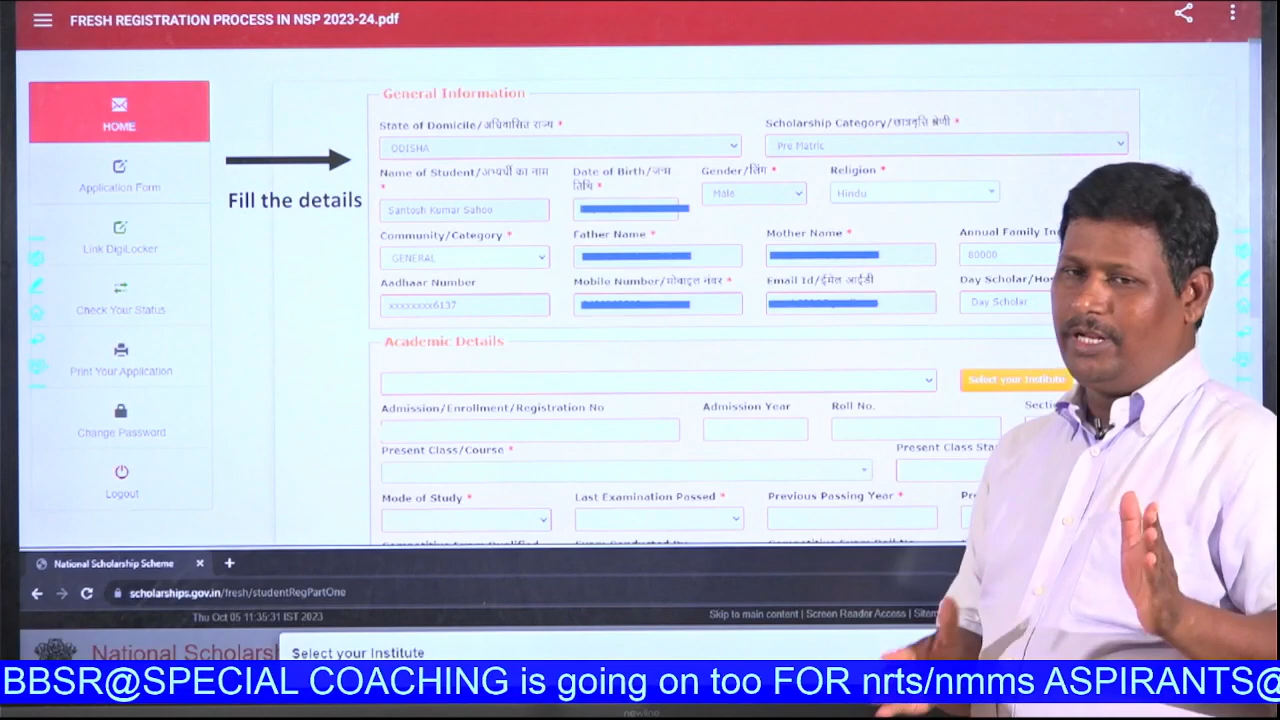 FRESH REGISTRATION PROCESS IN NSP 2023-24.pdf
HOME
Application Form
Link DigiLocker
Check Your Status
Print Your Application
Change Password
Logout
Fill the details
General Information
State of Domicile/अधिवासित राज्य *
Scholarship Category/छात्रवृत्ति श्रेणी *
ODISHA
Pre Matric
Name of Student/अभ्यर्थी का नाम *
Date of Birth/जन्म तिथि *
Gender/लिंग *
Religion *
Santosh Kumar Sahoo
Male
Hindu
Community/Category *
Father Name *
Mother Name *
Annual Family
GENERAL
80000
Aadhaar Number
Mobile Number/मोबाइल नंबर *
Email Id/ईमेल आईडी
Day Scholar/Hos
xxxxxxxx6137
Day Scholar
Academic Details
Select your Institute
Admission/Enrollment/Registration No
Admission Year
Roll No.
Present Class/Course *
Present Class
Mode of Study *
Last Examination Passed *
Previous Passing Year *
National Scholarship Scheme
scholarships.gov.in/fresh/studentRegPartOne
Thu Oct 05 11:35:31 IST 2023
Skip to main content | Screen Reader Access |
National Scholars
Select your Institute
BBSR@SPECIAL COACHING is going on too FOR nrts/nmms ASPIRANTS@